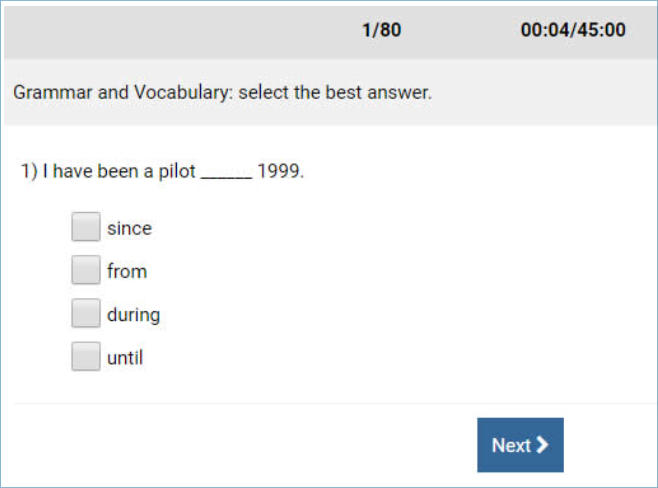 1/80 00:04/45:00
Grammar and Vocabulary: select the best answer.
1) I have been a pilot ______ 1999.
since
from
during
until
Next